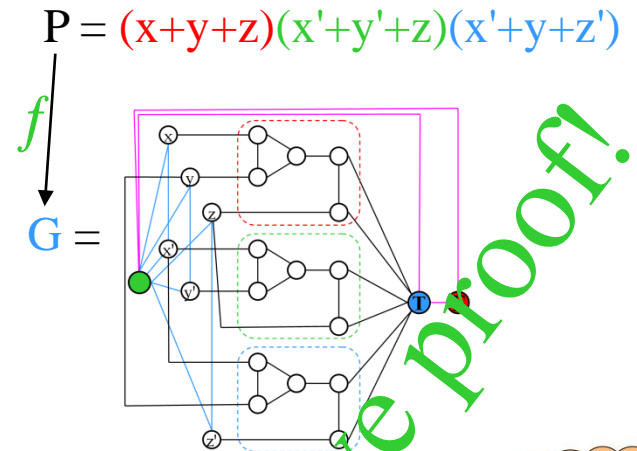 P = (x+y+z)(x'+y'+z)(x'+y+z')
f
G =
x
y
z
x'
y'
z'
T
e proof!